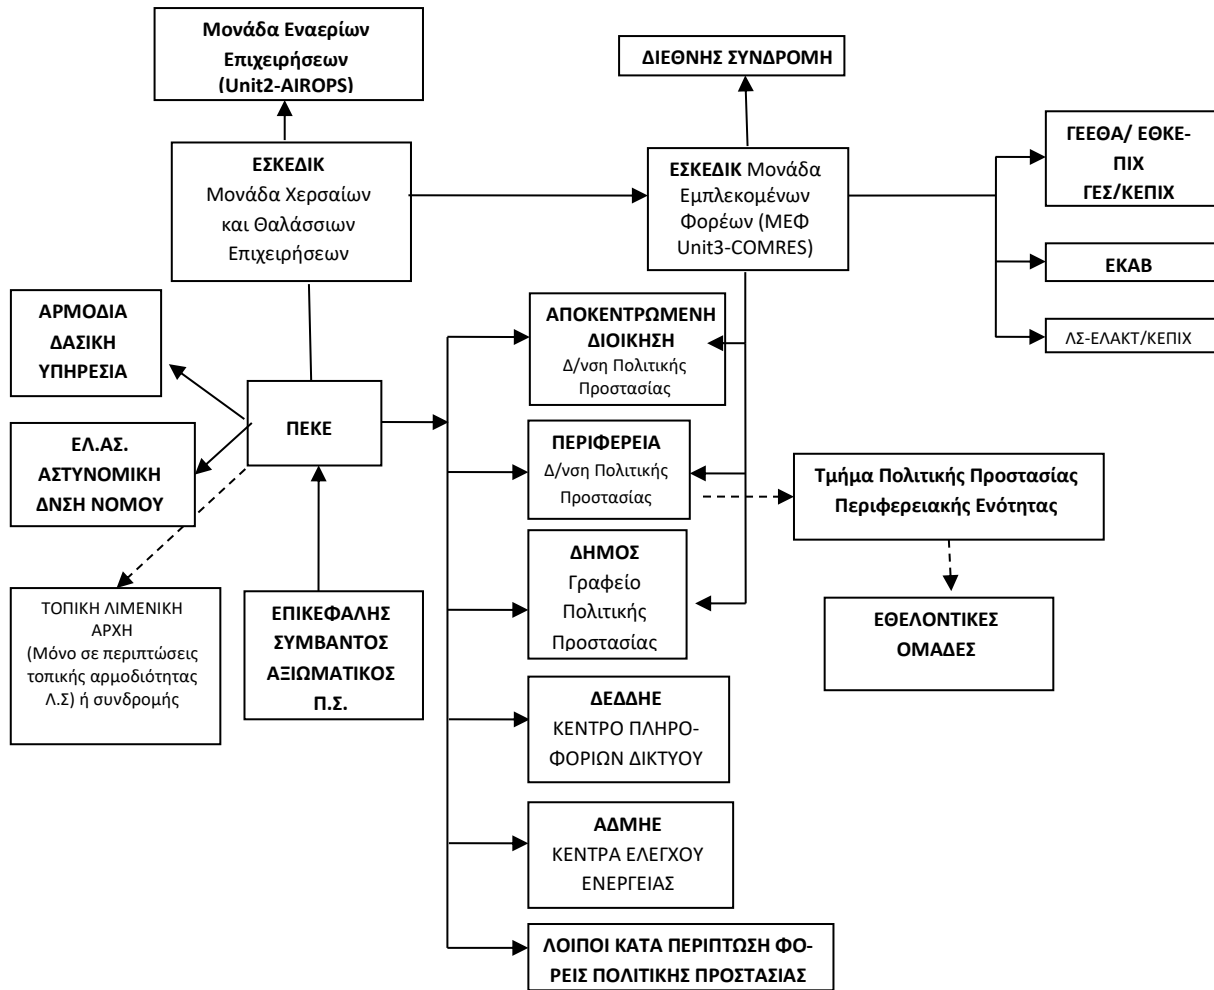 Μονάδα Εναερίων
Επιχειρήσεων
(Unit2-AIROPS)
ΔΙΕΘΝΗΣ ΣΥΝΔΡΟΜΗ
ΕΣΚΕΔΙΚ
Μονάδα Χερσαίων
και Θαλάσσιων
Επιχειρήσεων
ΕΣΚΕΔΙΚ Μονάδα
Εμπλεκομένων
Φορέων (ΜΕΦ
Unit3-COMRES)
ΓΕΕΘΑ/ ΕΘΚΕ-
ΠΙΧ
ΓΕΣ/ΚΕΠΙΧ
ΕΚΑΒ
ΛΣ-ΕΛΑΚΤ/ΚΕΠΙΧ
ΑΡΜΟΔΙΑ
ΔΑΣΙΚΗ
ΥΠΗΡΕΣΙΑ
ΕΛ.ΑΣ.
ΑΣΤΥΝΟΜΙΚΗ
ΔΝΣΗ ΝΟΜΟΥ
ΤΟΠΙΚΗ ΛΙΜΕΝΙΚΗ
ΑΡΧΗ
(Μόνο σε περιπτώσεις
τοπικής αρμοδιότητας
Λ.Σ) ή συνδρομής
ΠΕΚΕ
ΕΠΙΚΕΦΑΛΗΣ
ΣΥΜΒΑΝΤΟΣ
ΑΞΙΩΜΑΤΙΚΟΣ
Π.Σ.
ΑΠΟΚΕΝΤΡΩΜΕΝΗ
ΔΙΟΙΚΗΣΗ
Δ/νση Πολιτικής
Προστασίας
ΠΕΡΙΦΕΡΕΙΑ
Δ/νση Πολιτικής
Προστασίας
ΔΗΜΟΣ
Γραφείο
Πολιτικής
Προστασίας
ΔΕΔΔΗΕ
ΚΕΝΤΡΟ ΠΛΗΡΟ-
ΦΟΡΙΩΝ ΔΙΚΤΥΟΥ
ΑΔΜΗΕ
ΚΕΝΤΡΑ ΕΛΕΓΧΟΥ
ΕΝΕΡΓΕΙΑΣ
ΛΟΙΠΟΙ ΚΑΤΑ ΠΕΡΙΠΤΩΣΗ ΦΟ-
ΡΕΙΣ ΠΟΛΙΤΙΚΗΣ ΠΡΟΣΤΑΣΙΑΣ
Τμήμα Πολιτικής Προστασίας
Περιφερειακής Ενότητας
ΕΘΕΛΟΝΤΙΚΕΣ
ΟΜΑΔΕΣ